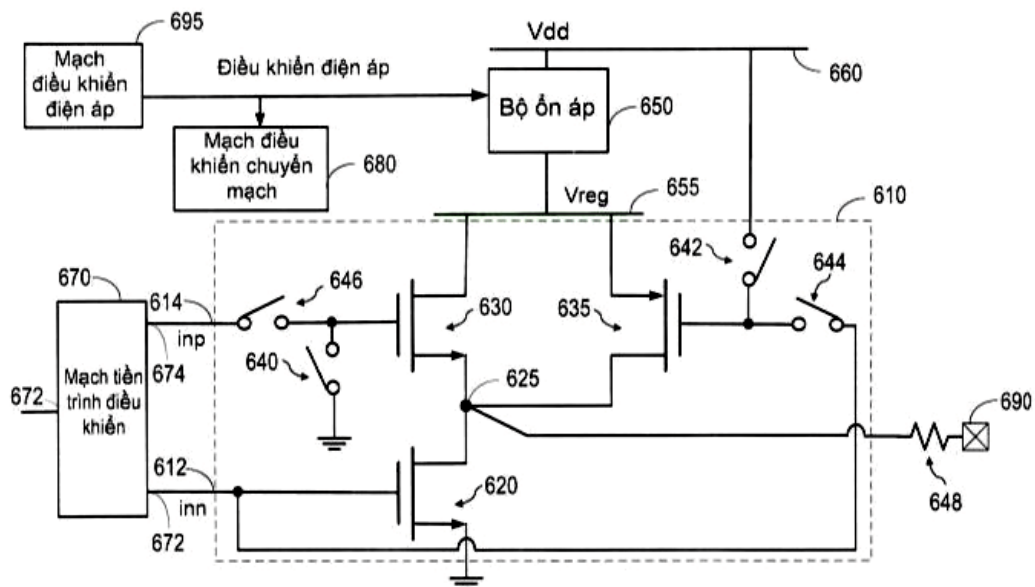 695
Mạch
điều khiển
điện áp
Điều khiển điện áp
Vdd
660
Bộ ổn áp
650
Mạch điều
khiển chuyển
mạch
680
Vreg
655
610
670
614
inp
674
646
640
630
635
642
644
Mạch tiền
trình điều
khiển
672
625
690
648
612
inn
672
620